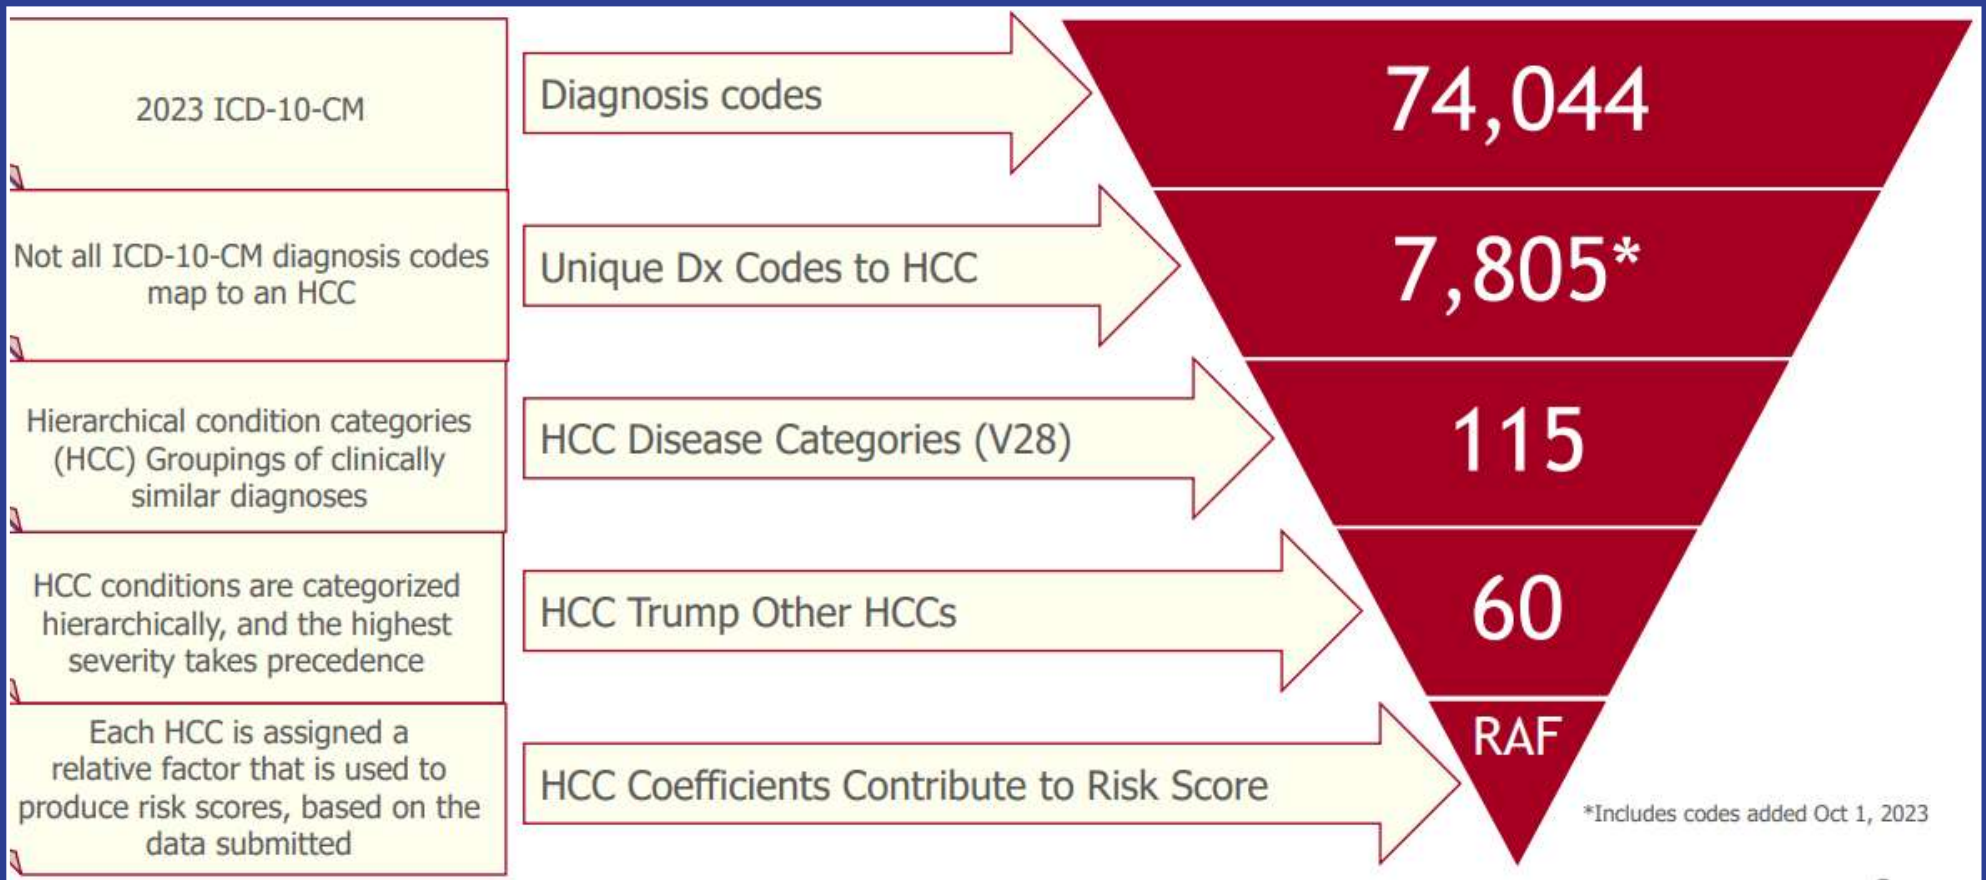 2023 ICD-10-CM
Diagnosis codes
74,044
Not all ICD-10-CM diagnosis codes
map to an HCC
Unique Dx Codes to HCC
7,805*
Hierarchical condition categories
(HCC) Groupings of clinically
similar diagnoses
HCC Disease Categories (V28)
115
HCC conditions are categorized
hierarchically, and the highest
severity takes precedence
HCC Trump Other HCCs
60
Each HCC is assigned a
relative factor that is used to
produce risk scores, based on the
data submitted
HCC Coefficients Contribute to Risk Score
RAF
*Includes codes added Oct 1, 2023